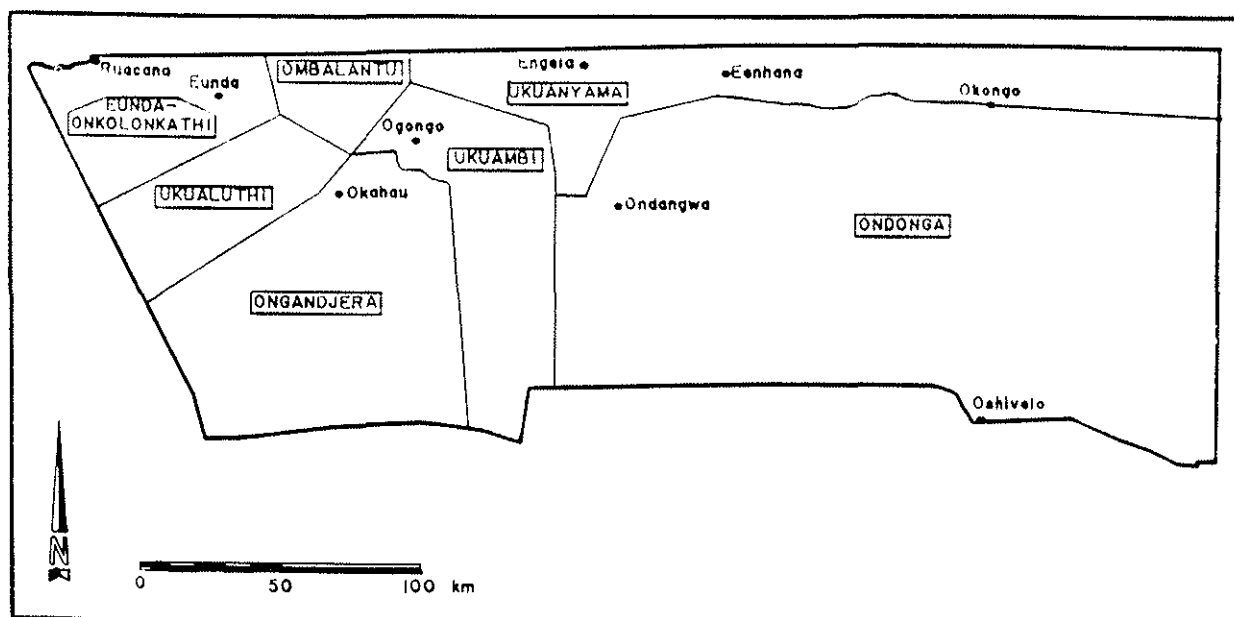 Ruacana
Eunda
EUNDA-
ONKOLONKATHI
OMBALANTU
Engela
UKUANYAMA
Eenhana
Okongo
Ogongo
UKUAMBI
UKUALUTHI
Okahau
Ondangwa
ONDONGA
ONGANDJERA
Oshivelo
N
0 50 100 km